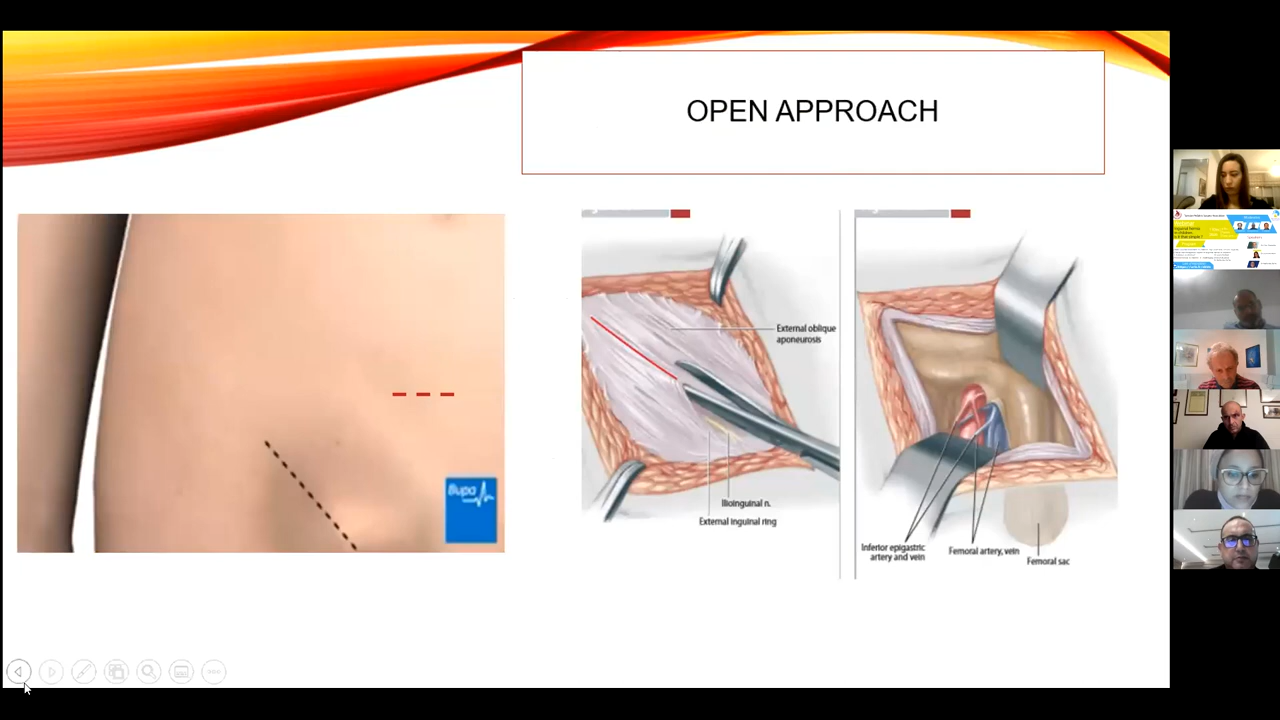 OPEN APPROACH
Bupa
External oblique
aponeurosis
Ilioinguinal n.
External inguinal ring
Inferior epigastric
artery and vein
Femoral artery, vein
Femoral sac